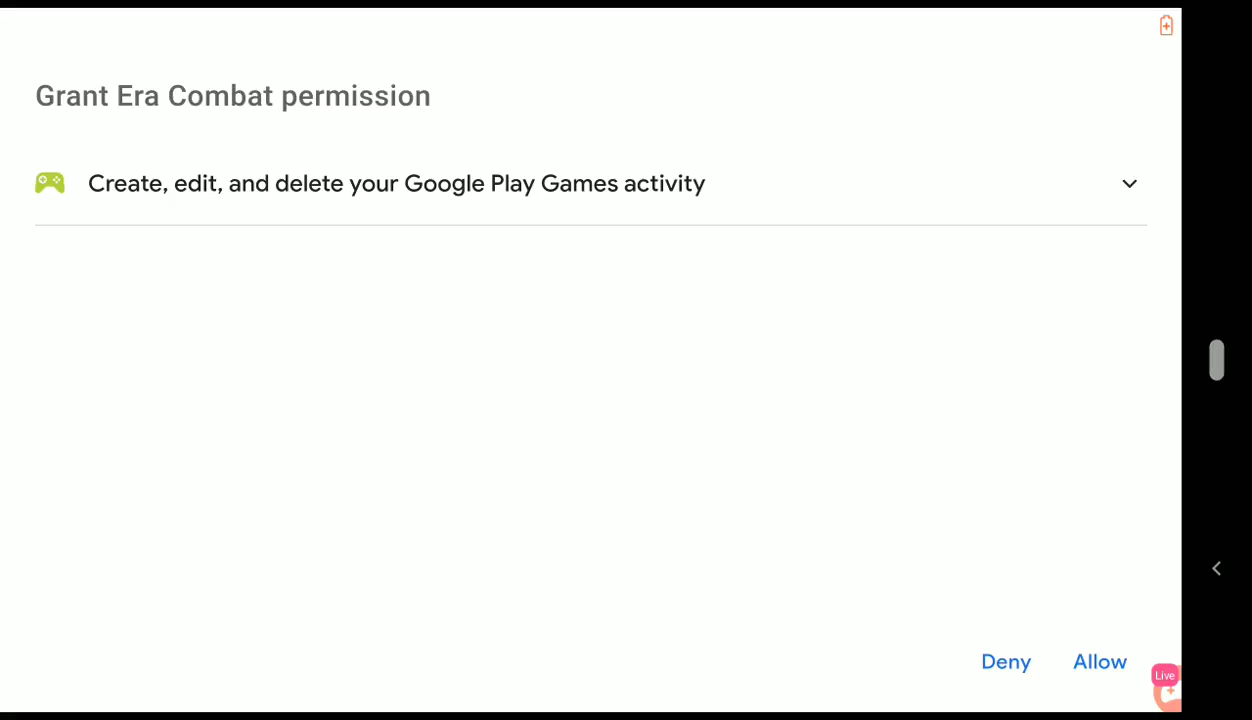 Grant Era Combat permission
Create, edit, and delete your Google Play Games activity
Deny Allow
Live